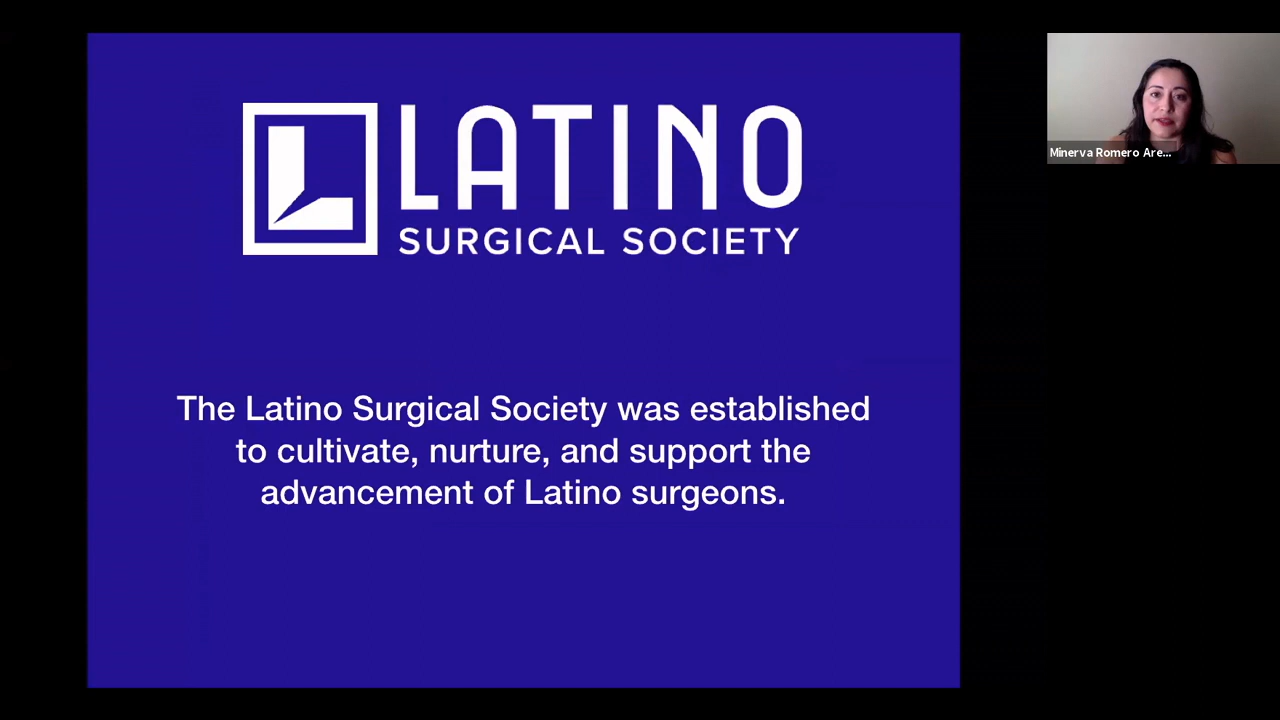 LATINO
SURGICAL SOCIETY
The Latino Surgical Society was established
to cultivate, nurture, and support the
advancement of Latino surgeons.
Minerva Romero Are...